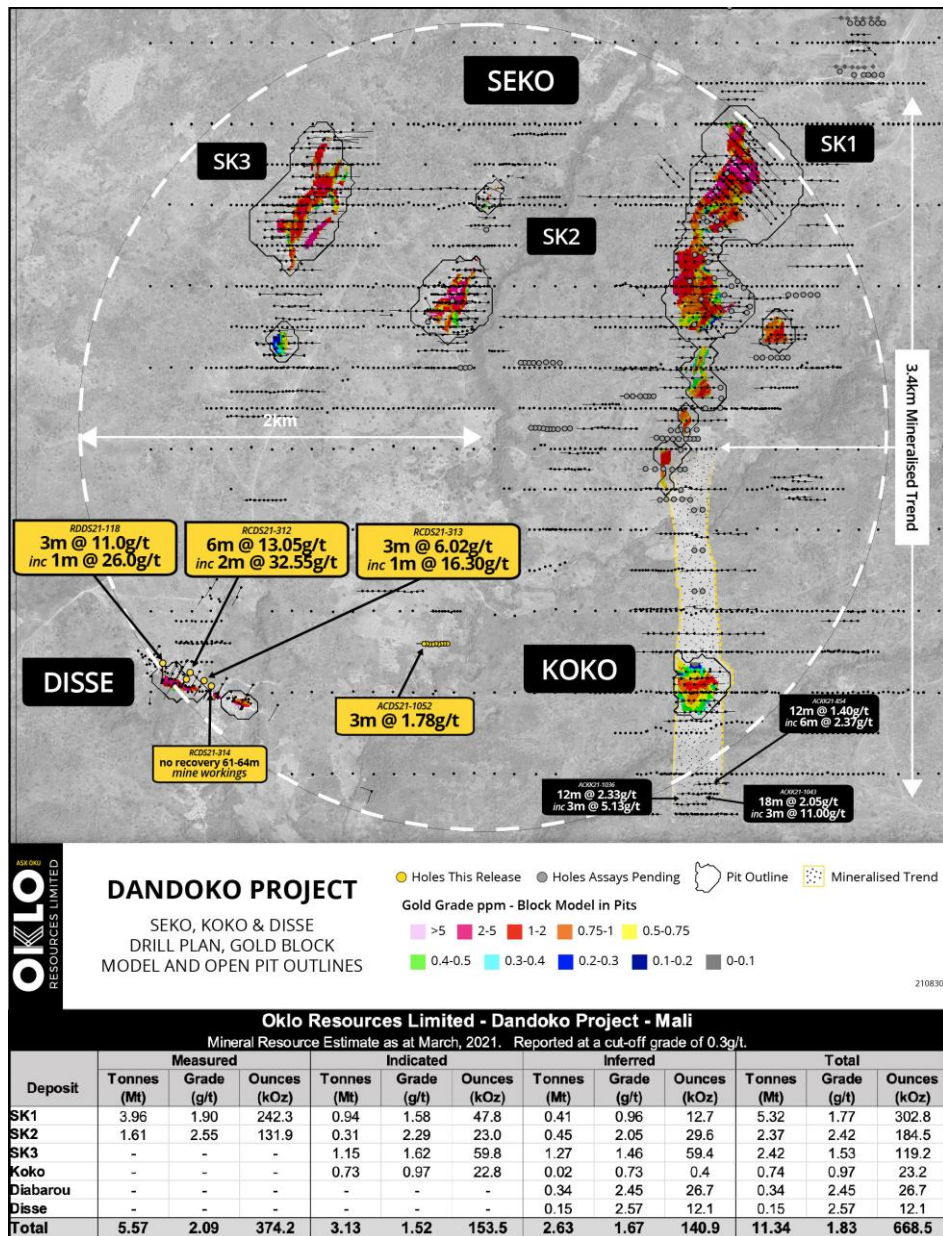 SEKO
SK3
SK1
SK2
2km
3.4km Mineralised Trend
RDDS21-118
3m @ 11.0g/t
inc 1m @ 26.0g/t
RCDS21-312
6m @ 13.05g/t
inc 2m @ 32.55g/t
RCDS21-313
3m @ 6.02g/t
inc 1m @ 16.30g/t
DISSE
KOKO
ACDS21-1052
3m @ 1.78g/t
RCDS21-314
no recovery 61-64m
mine workings
ACKK21-854
12m @ 1.40g/t
inc 6m @ 2.37g/t
ACKK21-1036
12m @ 2.33g/t
inc 3m @ 5.13g/t
ACKK21-1043
18m @ 2.05g/t
inc 3m @ 11.00g/t
ASX OKU
OKLO
RESOURCES LIMITED
DANDOKO PROJECT
SEKO, KOKO & DISSE
DRILL PLAN, GOLD BLOCK
MODEL AND OPEN PIT OUTLINES
Holes This Release Holes Assays Pending Pit Outline Mineralised Trend
Gold Grade ppm - Block Model in Pits
>5 2-5 1-2 0.75-1 0.5-0.75
0.4-0.5 0.3-0.4 0.2-0.3 0.1-0.2 0-0.1
210830
Oklo Resources Limited - Dandoko Project - Mali
Mineral Resource Estimate as at March, 2021. Reported at a cut-off grade of 0.3g/t.
Measured Indicated Inferred Total
Deposit Tonnes Grade Ounces Tonnes Grade Ounces Tonnes Grade Ounces Tonnes Grade Ounces
(Mt) (g/t) (kOz) (Mt) (g/t) (kOz) (Mt) (g/t) (kOz) (Mt) (g/t) (kOz)
SK1 3.96 1.90 242.3 0.94 1.58 47.8 0.41 0.96 12.7 5.32 1.77 302.8
SK2 1.61 2.55 131.9 0.31 2.29 23.0 0.45 2.05 29.6 2.37 2.42 184.5
SK3 - - - 1.15 1.62 59.8 1.27 1.46 59.4 2.42 1.53 119.2
Koko - - - 0.73 0.97 22.8 0.02 0.73 0.4 0.74 0.97 23.2
Diabarou - - - - - - 0.34 2.45 26.7 0.34 2.45 26.7
Disse - - - - - - 0.15 2.57 12.1 0.15 2.57 12.1
Total 5.57 2.09 374.2 3.13 1.52 153.5 2.63 1.67 140.9 11.34 1.83 668.5